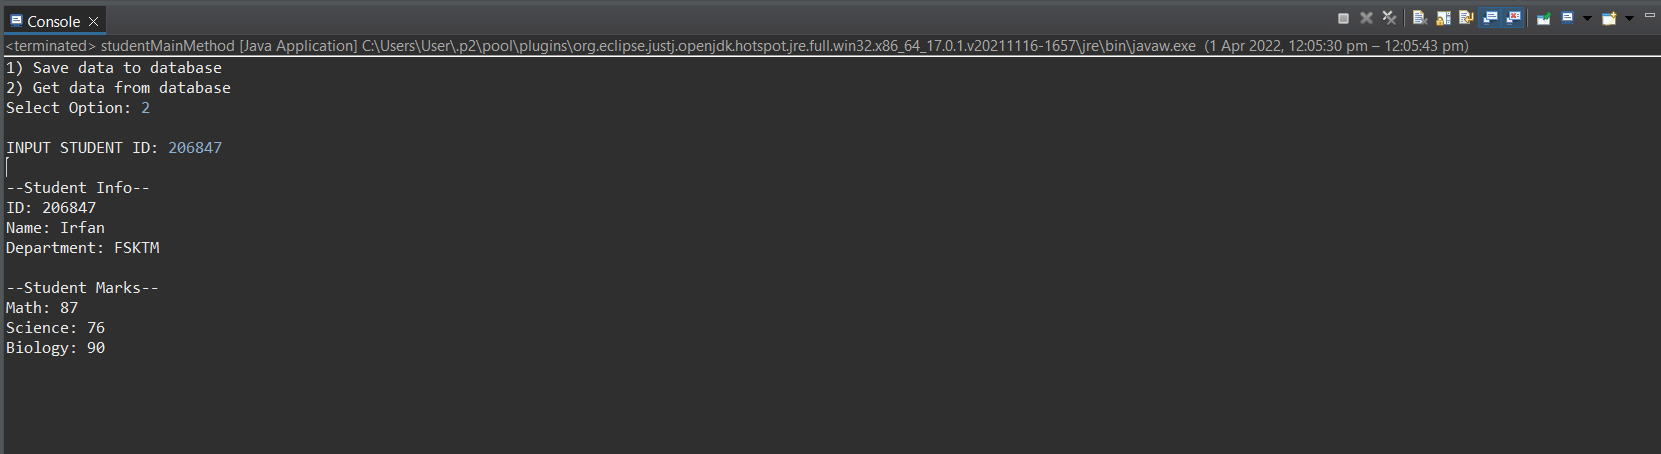 Console
<terminated> studentMainMethod [Java Application] C:\Users\User\.p2\pool\plugins\org.eclipse.justj.openjdk.hotspot.jre.full.win32.x86_64_17.0.1.v20211116-1657\jre\bin\javaw.exe (1 Apr 2022, 12:05:30 pm – 12:05:43 pm)
1) Save data to database
2) Get data from database
Select Option: 2
INPUT STUDENT ID: 206847
--Student Info--
ID: 206847
Name: Irfan
Department: FSKTM
--Student Marks--
Math: 87
Science: 76
Biology: 90